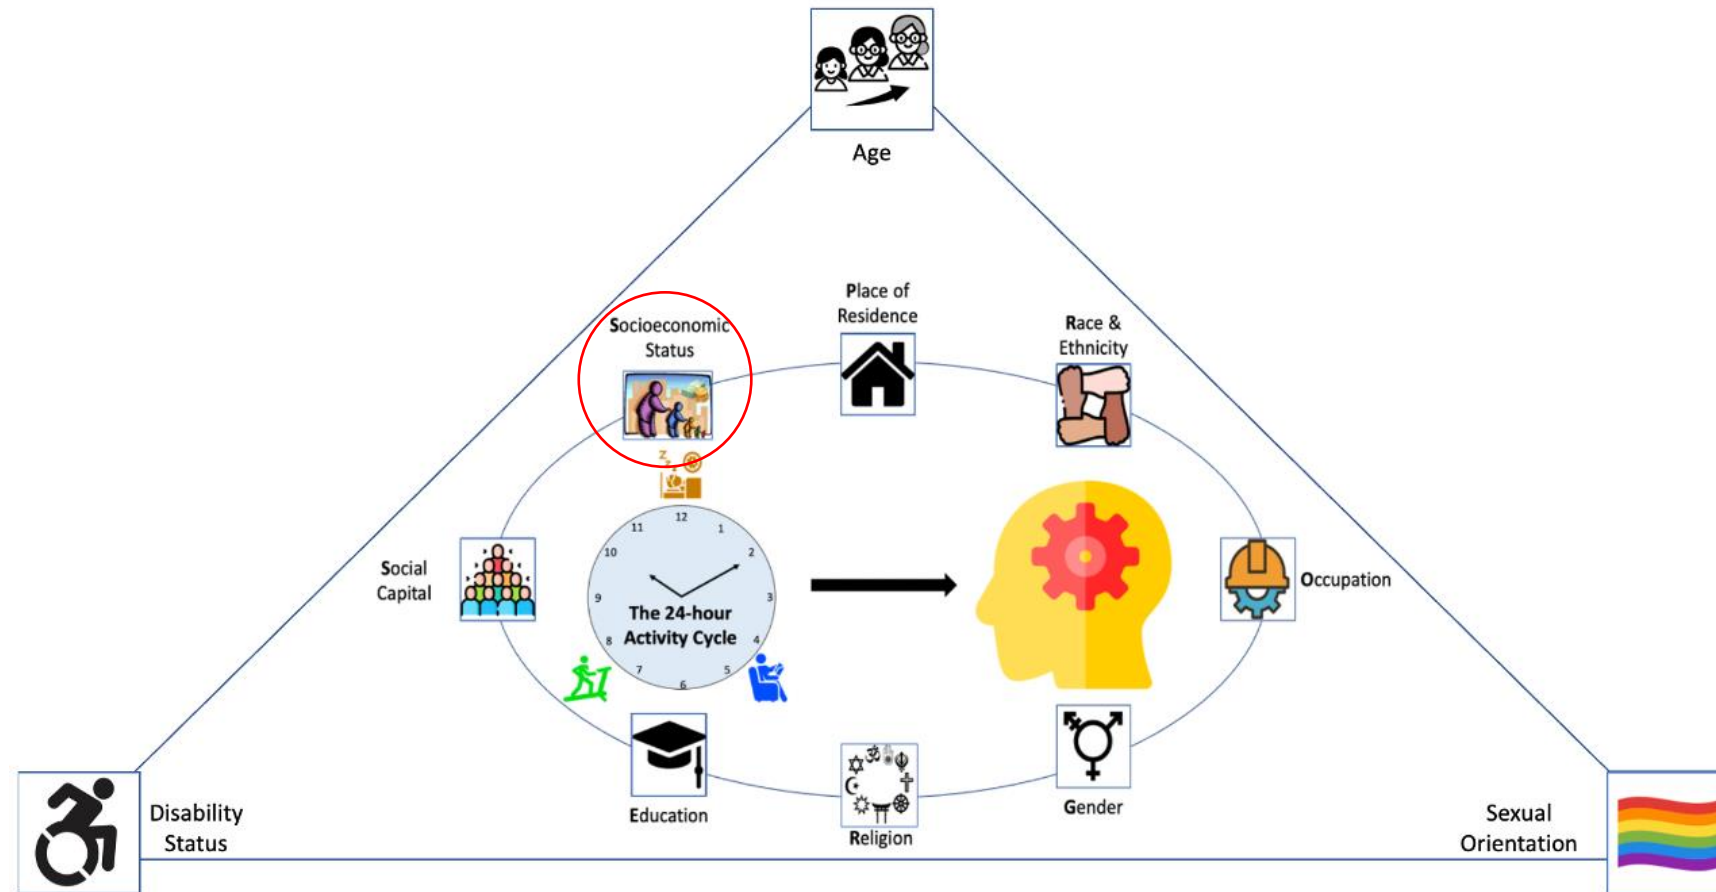 Age
Place of
Residence
Socioeconomic
Status
Race &
Ethnicity
Z
Z
Z
Social
Capital
12
1
2
3
4
5
6
7
8
9
10
11
The 24-hour
Activity Cycle
Occupation
Education
Religion
Gender
Disability
Status
Sexual
Orientation